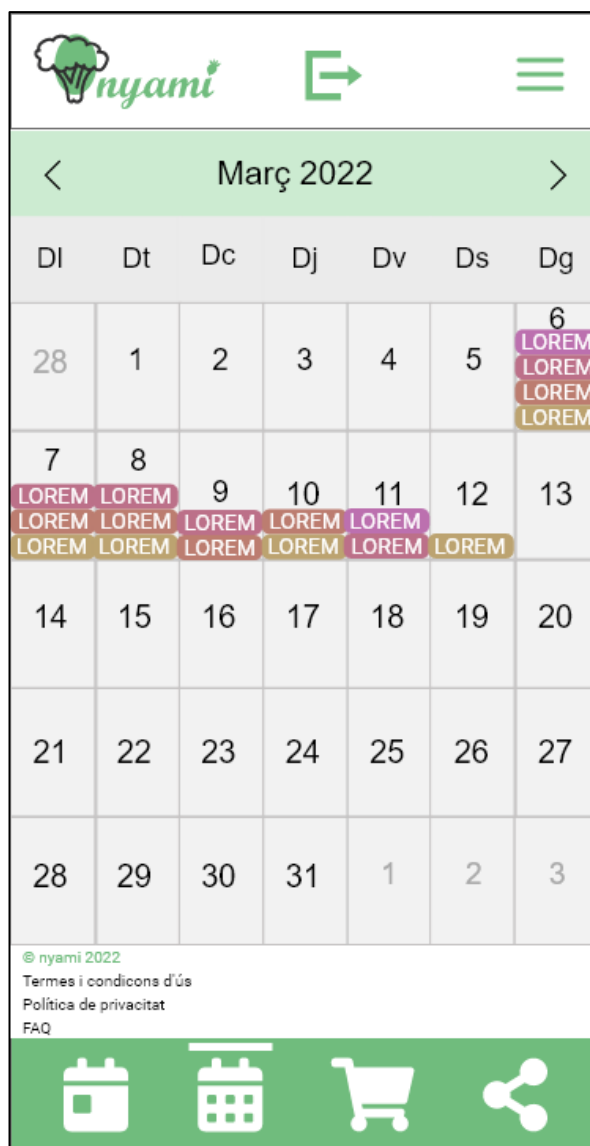 nyami
Març 2022
Dl Dt Dc Dj Dv Ds Dg
28 1 2 3 4 5 6
LOREM
LOREM
LOREM
LOREM
7 8 9 10 11 12 13
LOREM LOREM
LOREM LOREM LOREM LOREM LOREM
LOREM LOREM LOREM LOREM LOREM LOREM
14 15 16 17 18 19 20
21 22 23 24 25 26 27
28 29 30 31 1 2 3
© nyami 2022
Termes i condicons d'ús
Política de privacitat
FAQ